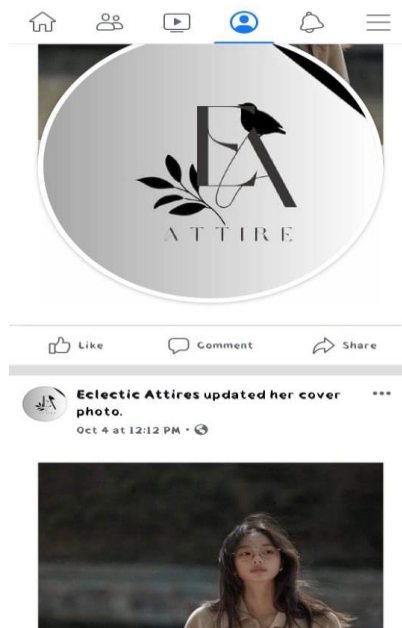 EA
ATTIRE
Like Comment Share
Eclectic Attires updated her cover
photo.
Oct 4 at 12:12 PM